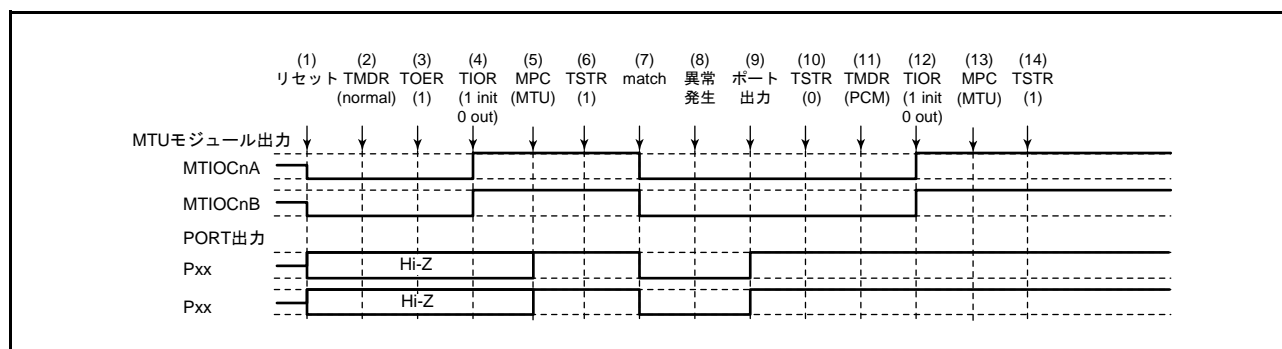 (1) (2) (3) (4) (5) (6) (7) (8) (9) (10) (11) (12) (13) (14)
リセット TMDR TOER TIOR MPC TSTR match 異常 ポート TSTR TMDR TIOR MPC TSTR
(normal) (1) (1 init (MTU) (1) 発生 出力 (0) (PCM) (1 init (MTU) (1)
0 out) 0 out)
MTUモジュール出力
MTIOCnA
MTIOCnB
PORT出力
Pxx Hi-Z
Pxx Hi-Z